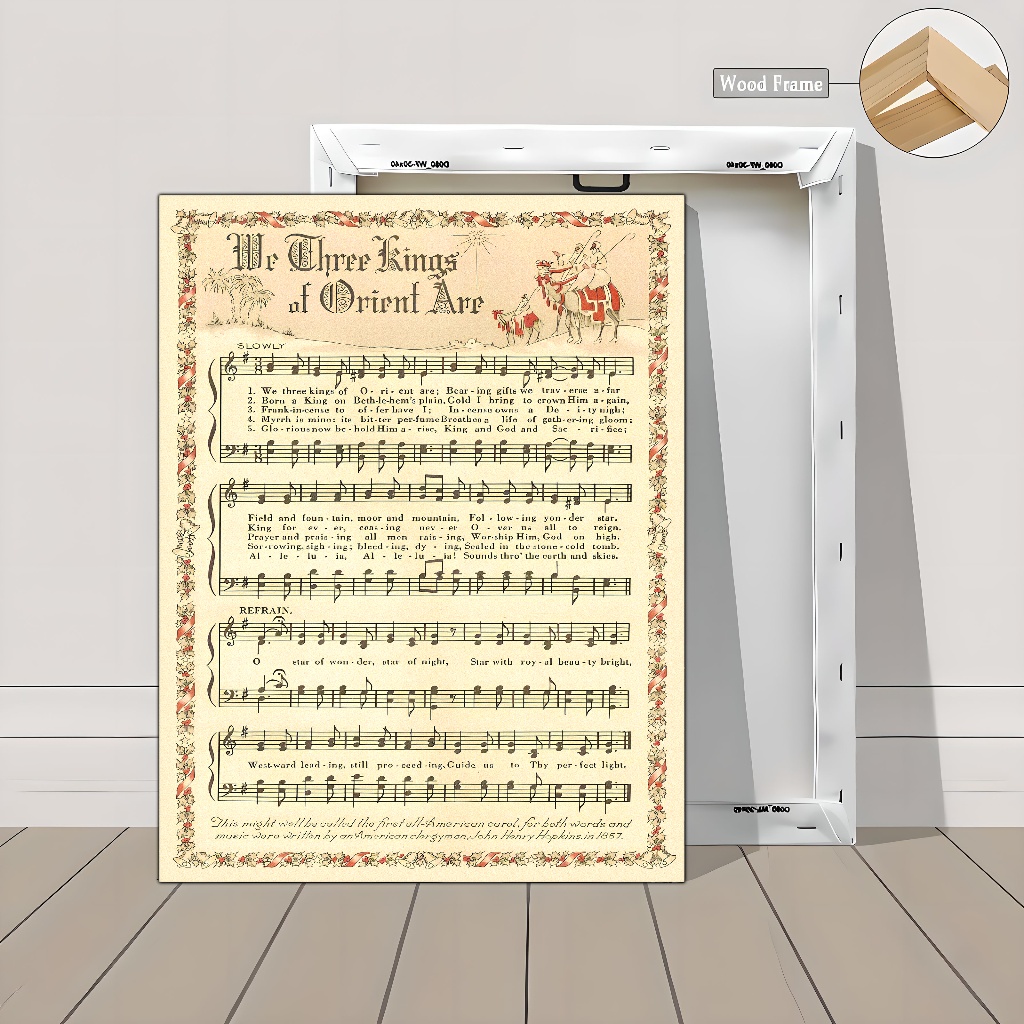 Wood Frame
We Three Kings
of Orient Are
SLOWLY
1. We three kings of O - ri - ent are; Bear - ing gifts we trav - erse a - far
2. Born a King on Beth - le - hem's plain, Gold I bring to crown Him a - gain,
3. Frank - in - cense to of - fer have I; In - cense owns a De - i - ty nigh;
4. Myrrh is mine: its bit - ter per - fume Breathes a life of gath - er - ing gloom;
5. Glo - rious now be - hold Him a - rise, King and God and Sac - ri - fice;
Field and foun - tain, moor and mountain, Fol - low - ing yon - der star.
King for ev - er, ceas - ing nev - er O - ver us all to reign.
Prayer and prais - ing all men rais - ing, Wor - ship Him, God on high.
Sor - rowing, sigh - ing; bleed - ing, dy - ing, Sealed in the stone - cold tomb.
Al - le - lu - ia, Al - le - lu - ia! Sounds thro' the earth and skies.
REFRAIN.
O star of won - der, star of night, Star with roy - al beau - ty bright,
Westward lead - ing, still pro - ceed - ing, Guide us to Thy per - fect light.
This might well be called the first all-American carol, for both words and
music were written by an American clergyman, John Henry Hopkins, in 1857.